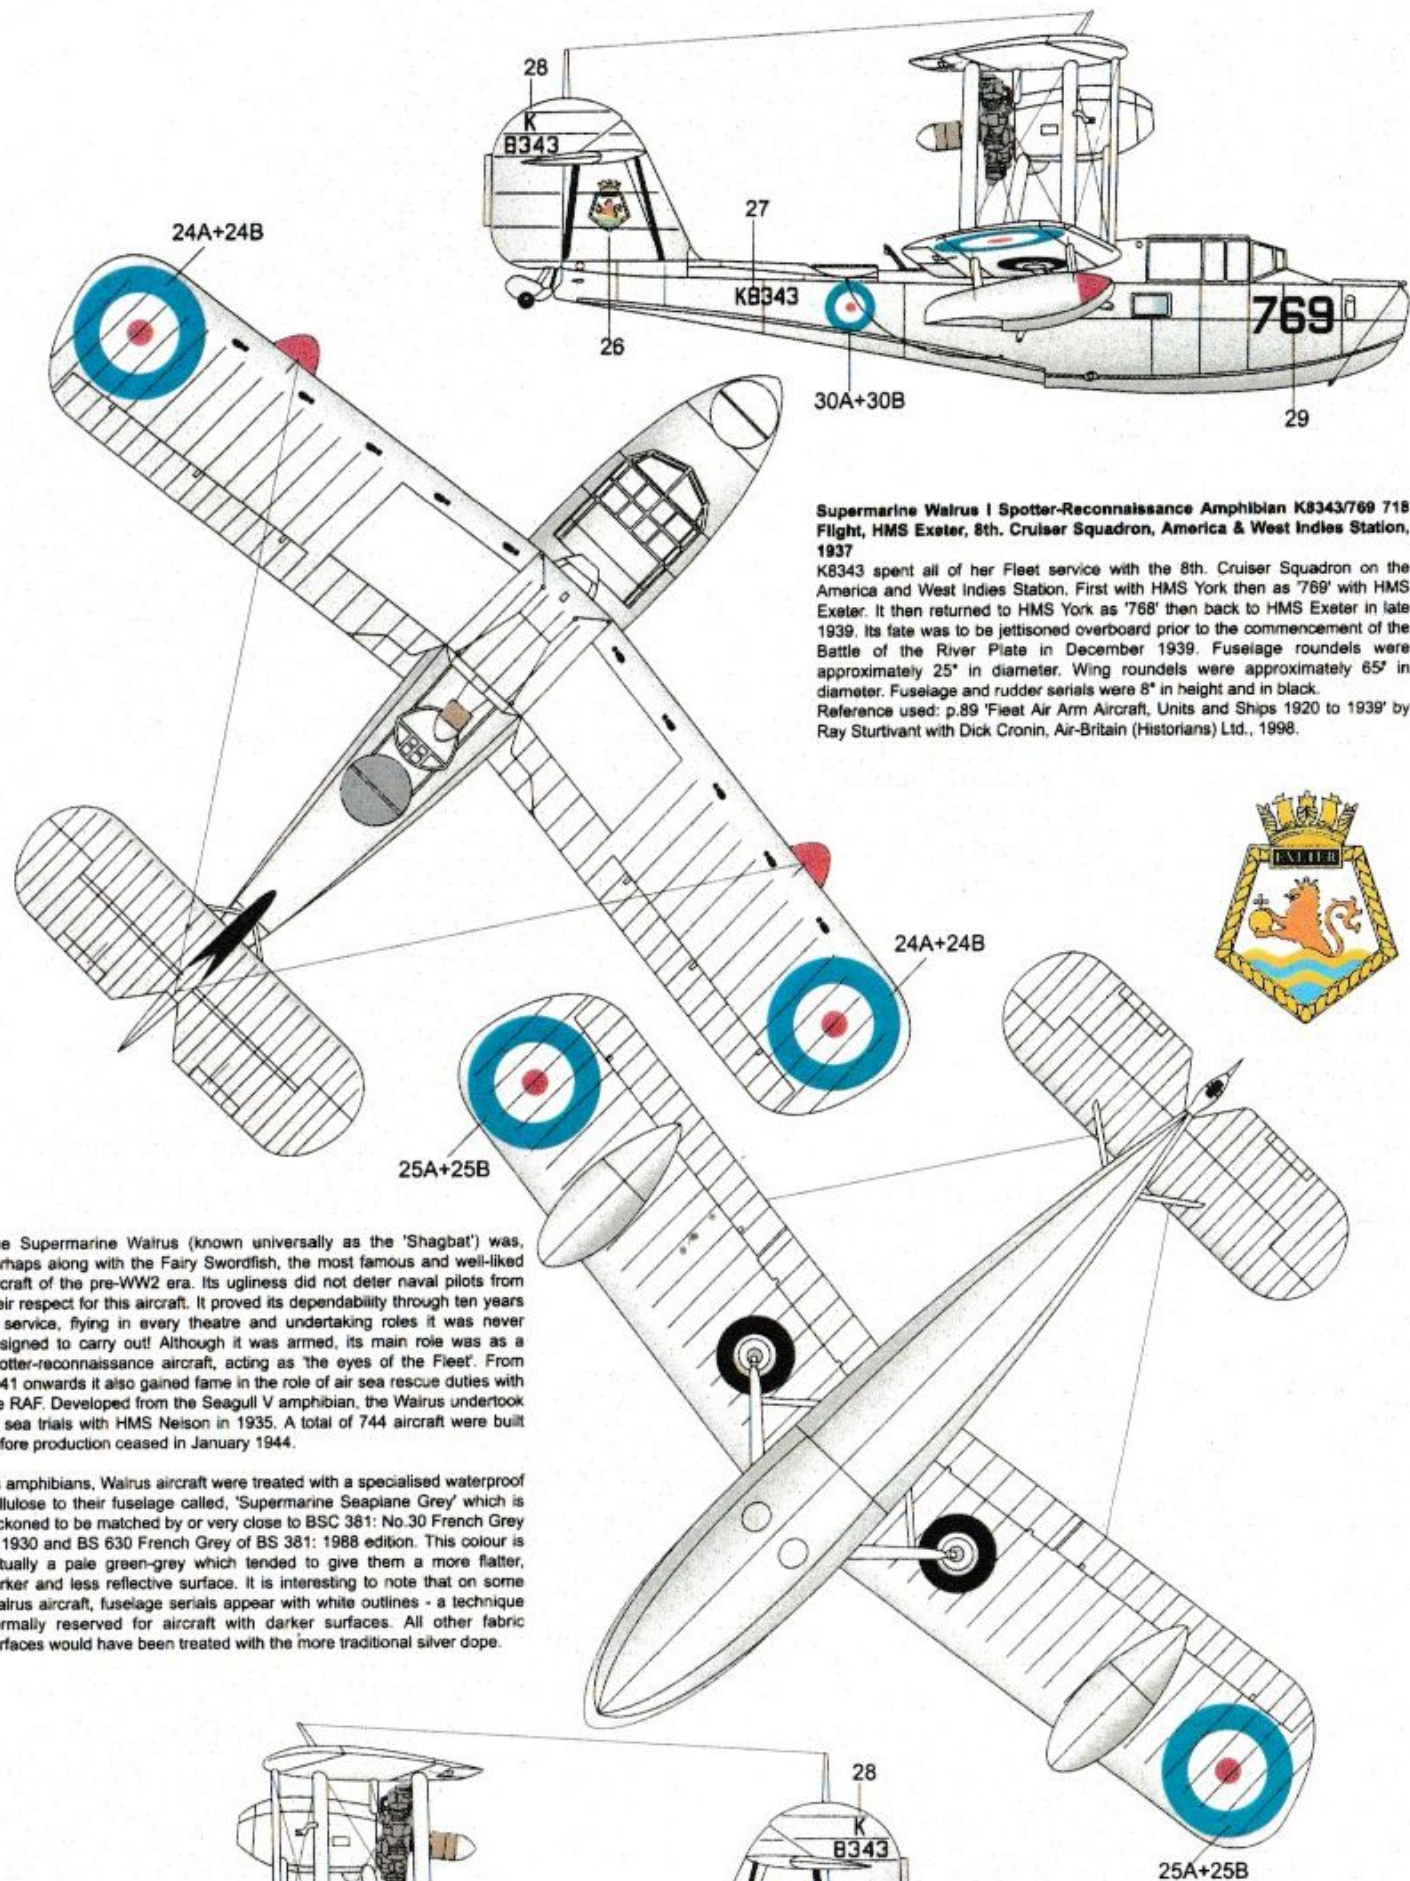 28
K
8343
24A+24B
27
K8343
769
26
30A+30B
29
Supermarine Walrus I Spotter-Reconnaissance Amphibian K8343/769 718
Flight, HMS Exeter, 8th. Cruiser Squadron, America & West Indies Station,
1937
K8343 spent all of her Fleet service with the 8th. Cruiser Squadron on the
America and West Indies Station. First with HMS York then as '769' with HMS
Exeter. It then returned to HMS York as '768' then back to HMS Exeter in late
1939. Its fate was to be jettisoned overboard prior to the commencement of the
Battle of the River Plate in December 1939. Fuselage roundels were
approximately 25" in diameter. Wing roundels were approximately 65" in
diameter. Fuselage and rudder serials were 8" in height and in black.
Reference used: p.89 'Fleet Air Arm Aircraft, Units and Ships 1920 to 1939' by
Ray Sturtivant with Dick Cronin, Air-Britain (Historians) Ltd., 1998.
EXETER
24A+24B
25A+25B
e Supermarine Walrus (known universally as the 'Shagbat') was,
rhaps along with the Fairy Swordfish, the most famous and well-liked
rcraft of the pre-WW2 era. Its ugliness did not deter naval pilots from
eir respect for this aircraft. It proved its dependability through ten years
service, flying in every theatre and undertaking roles it was never
signed to carry out! Although it was armed, its main role was as a
otter-reconnaissance aircraft, acting as 'the eyes of the Fleet'. From
41 onwards it also gained fame in the role of air sea rescue duties with
e RAF. Developed from the Seagull V amphibian, the Walrus undertook
sea trials with HMS Nelson in 1935. A total of 744 aircraft were built
fore production ceased in January 1944.
s amphibians, Walrus aircraft were treated with a specialised waterproof
llulose to their fuselage called, 'Supermarine Seaplane Grey' which is
ckoned to be matched by or very close to BSC 381: No.30 French Grey
1930 and BS 630 French Grey of BS 381: 1988 edition. This colour is
tually a pale green-grey which tended to give them a more flatter,
rker and less reflective surface. It is interesting to note that on some
alrus aircraft, fuselage serials appear with white outlines - a technique
rmally reserved for aircraft with darker surfaces. All other fabric
rfaces would have been treated with the more traditional silver dope.
28
K
8343
25A+25B